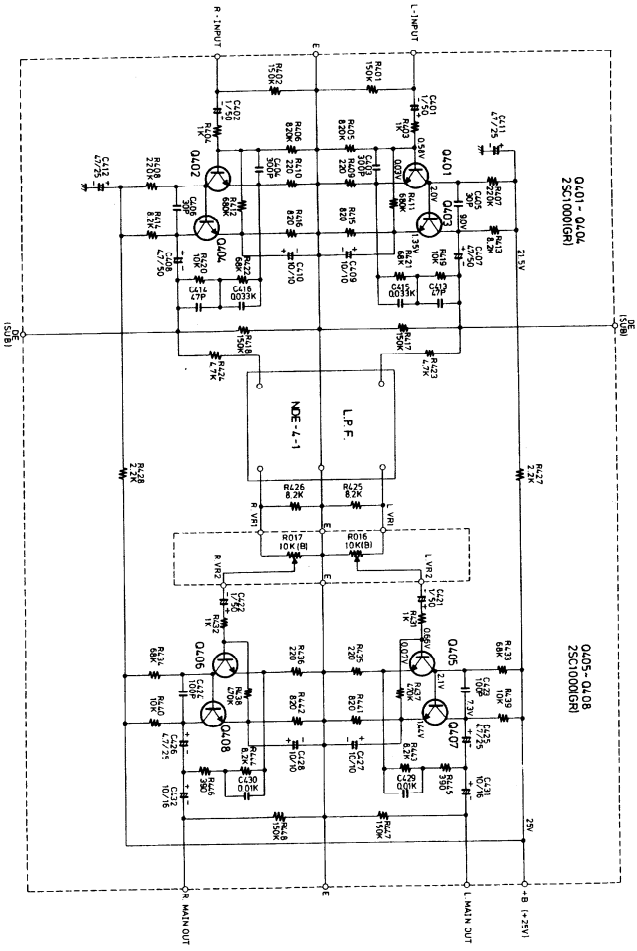 Q401 - Q404
2SC1000(GR)
Q405 - Q408
2SC1000(GR)
L-INPUT
R-INPUT
E
R401
150K
R402
150K
C401
1/50
R403
1K
0.58V
C402
1/50
R404
1K
C411
47/25
C412
47/25
R405
820K
R406
820K
C403
300P
C404
300P
R409
220
R410
220
0.03V
Q401
Q402
R407
220K
R408
220K
2.0V
C405
30P
C406
30P
9.0V
R411
680K
R412
680K
Q403
Q404
R415
820
R416
820
1.35V
R413
8.2K
R414
8.2K
C407
47/50
C408
47/50
21.5V
C409
10/10
C410
10/10
R419
10K
R420
10K
R421
68K
R422
68K
C413
47P
C414
47P
C415
0.033K
C416
0.033K
DE
(SUB)
DE
(SUB)
R417
150K
R418
150K
R423
4.7K
R424
4.7K
L.P.F.
NDE-4-1
R427
2.2K
R428
2.2K
R425
8.2K
R426
8.2K
L VR1
R VR1
E
R016
10K(B)
R017
10K(B)
E
L VR2
R VR2
C421
1/50
C422
1/50
R431
1K
R432
1K
0.66V
Q405
Q406
R433
68K
R434
68K
R435
220
R436
220
2.1V
C423
100P
C424
100P
7.3V
R437
470K
R438
470K
Q407
Q408
R439
10K
R440
10K
R441
820
R442
820
1.44V
C425
47/25
C426
47/25
C427
10/10
C428
10/10
R443
8.2K
R444
8.2K
R445
390
R446
390
C429
0.01K
C430
0.01K
C431
10/16
C432
10/16
R447
150K
R448
150K
25V
+B (+25V)
L MAIN OUT
E
R MAIN OUT